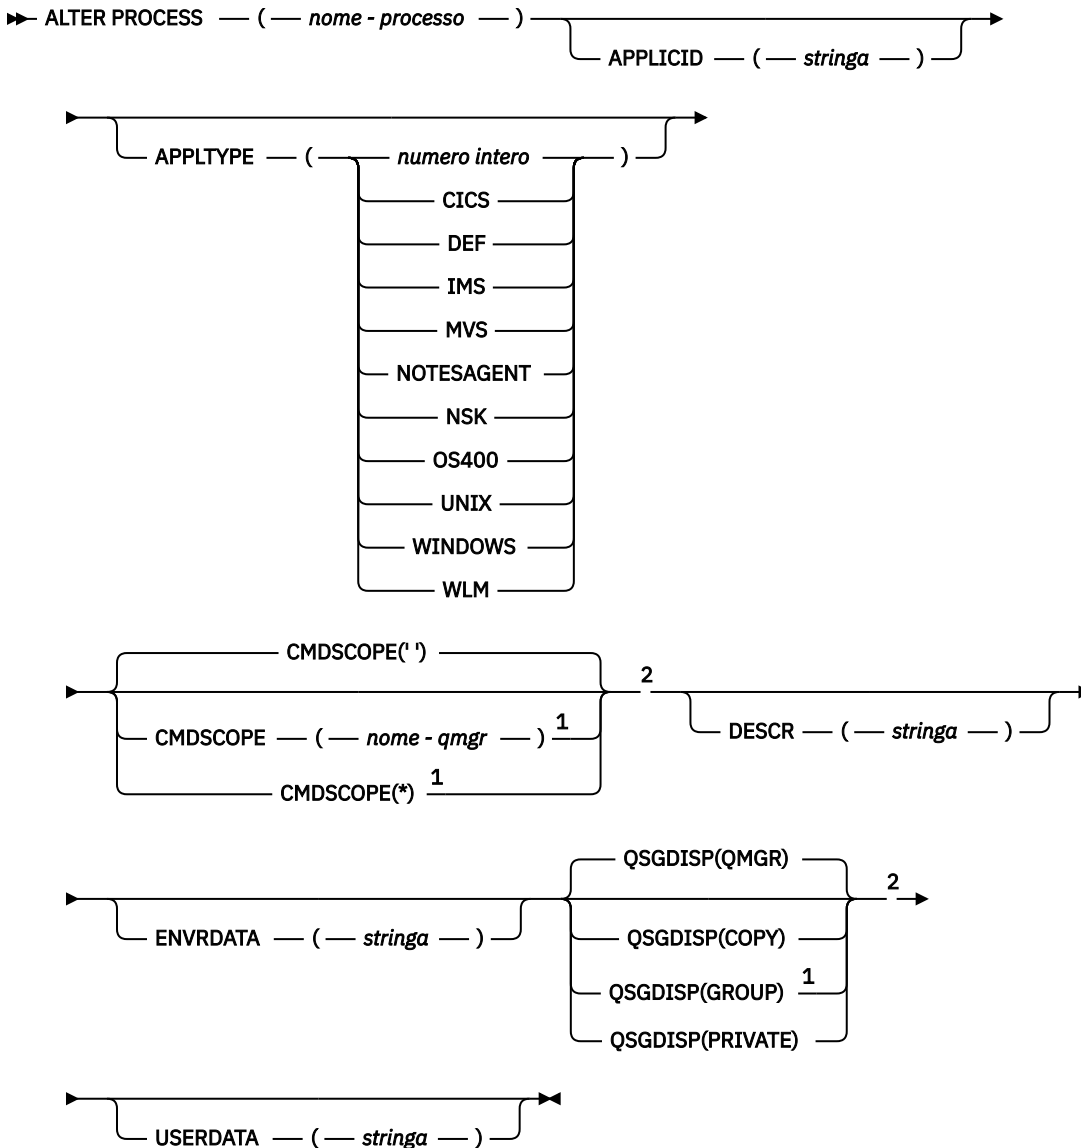 ALTER PROCESS ( nome - processo )
APPLICID ( stringa )
APPLTYPE ( numero intero )
CICS
DEF
IMS
MVS
NOTESAGENT
NSK
OS400
UNIX
WINDOWS
WLM
CMDSCOPE(' ')
2
CMDSCOPE ( nome - qmgr ) 1
DESCR ( stringa )
CMDSCOPE(*) 1
QSGDISP(QMGR)
2
ENVRDATA ( stringa )
QSGDISP(COPY)
QSGDISP(GROUP) 1
QSGDISP(PRIVATE)
USERDATA ( stringa )